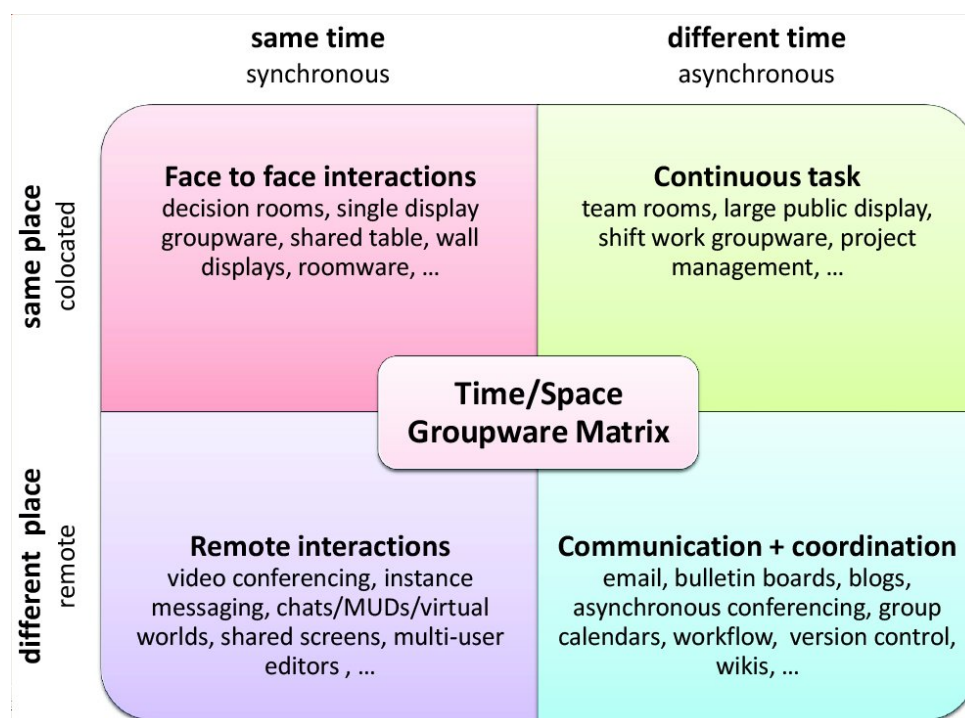 same time
synchronous
different time
asynchronous
same place
colocated
Face to face interactions
decision rooms, single display
groupware, shared table, wall
displays, roomware, ...
Continuous task
team rooms, large public display,
shift work groupware, project
management, ...
Time/Space
Groupware Matrix
different place
remote
Remote interactions
video conferencing, instance
messaging, chats/MUDs/virtual
worlds, shared screens, multi-user
editors , ...
Communication + coordination
email, bulletin boards, blogs,
asynchronous conferencing, group
calendars, workflow, version control,
wikis, ...